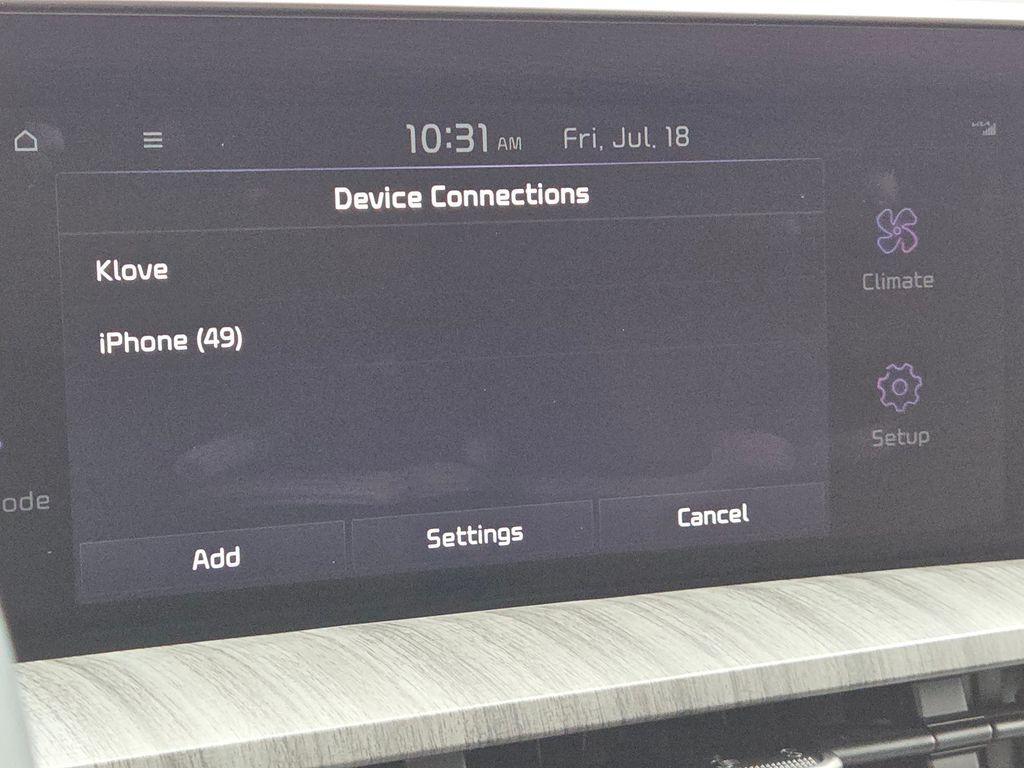 10:31 AM Fri, Jul. 18
Device Connections
Klove
iPhone (49)
Climate
Setup
ode
Add
Settings
Cancel